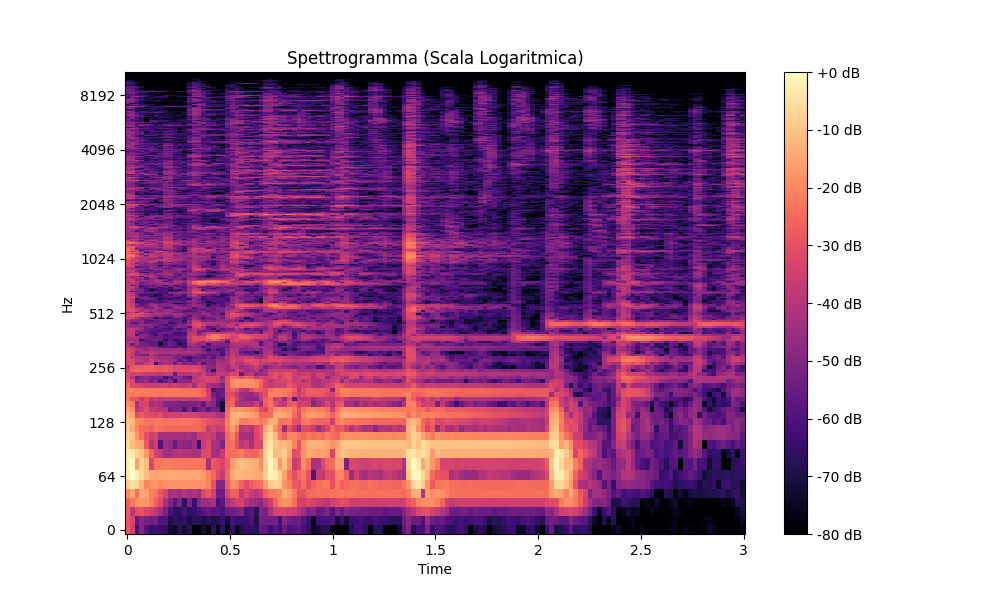 Spettrogramma (Scala Logaritmica)
Hz
8192
4096
2048
1024
512
256
128
64
0
0
0.5
1
1.5
2
2.5
3
Time
+0 dB
-10 dB
-20 dB
-30 dB
-40 dB
-50 dB
-60 dB
-70 dB
-80 dB